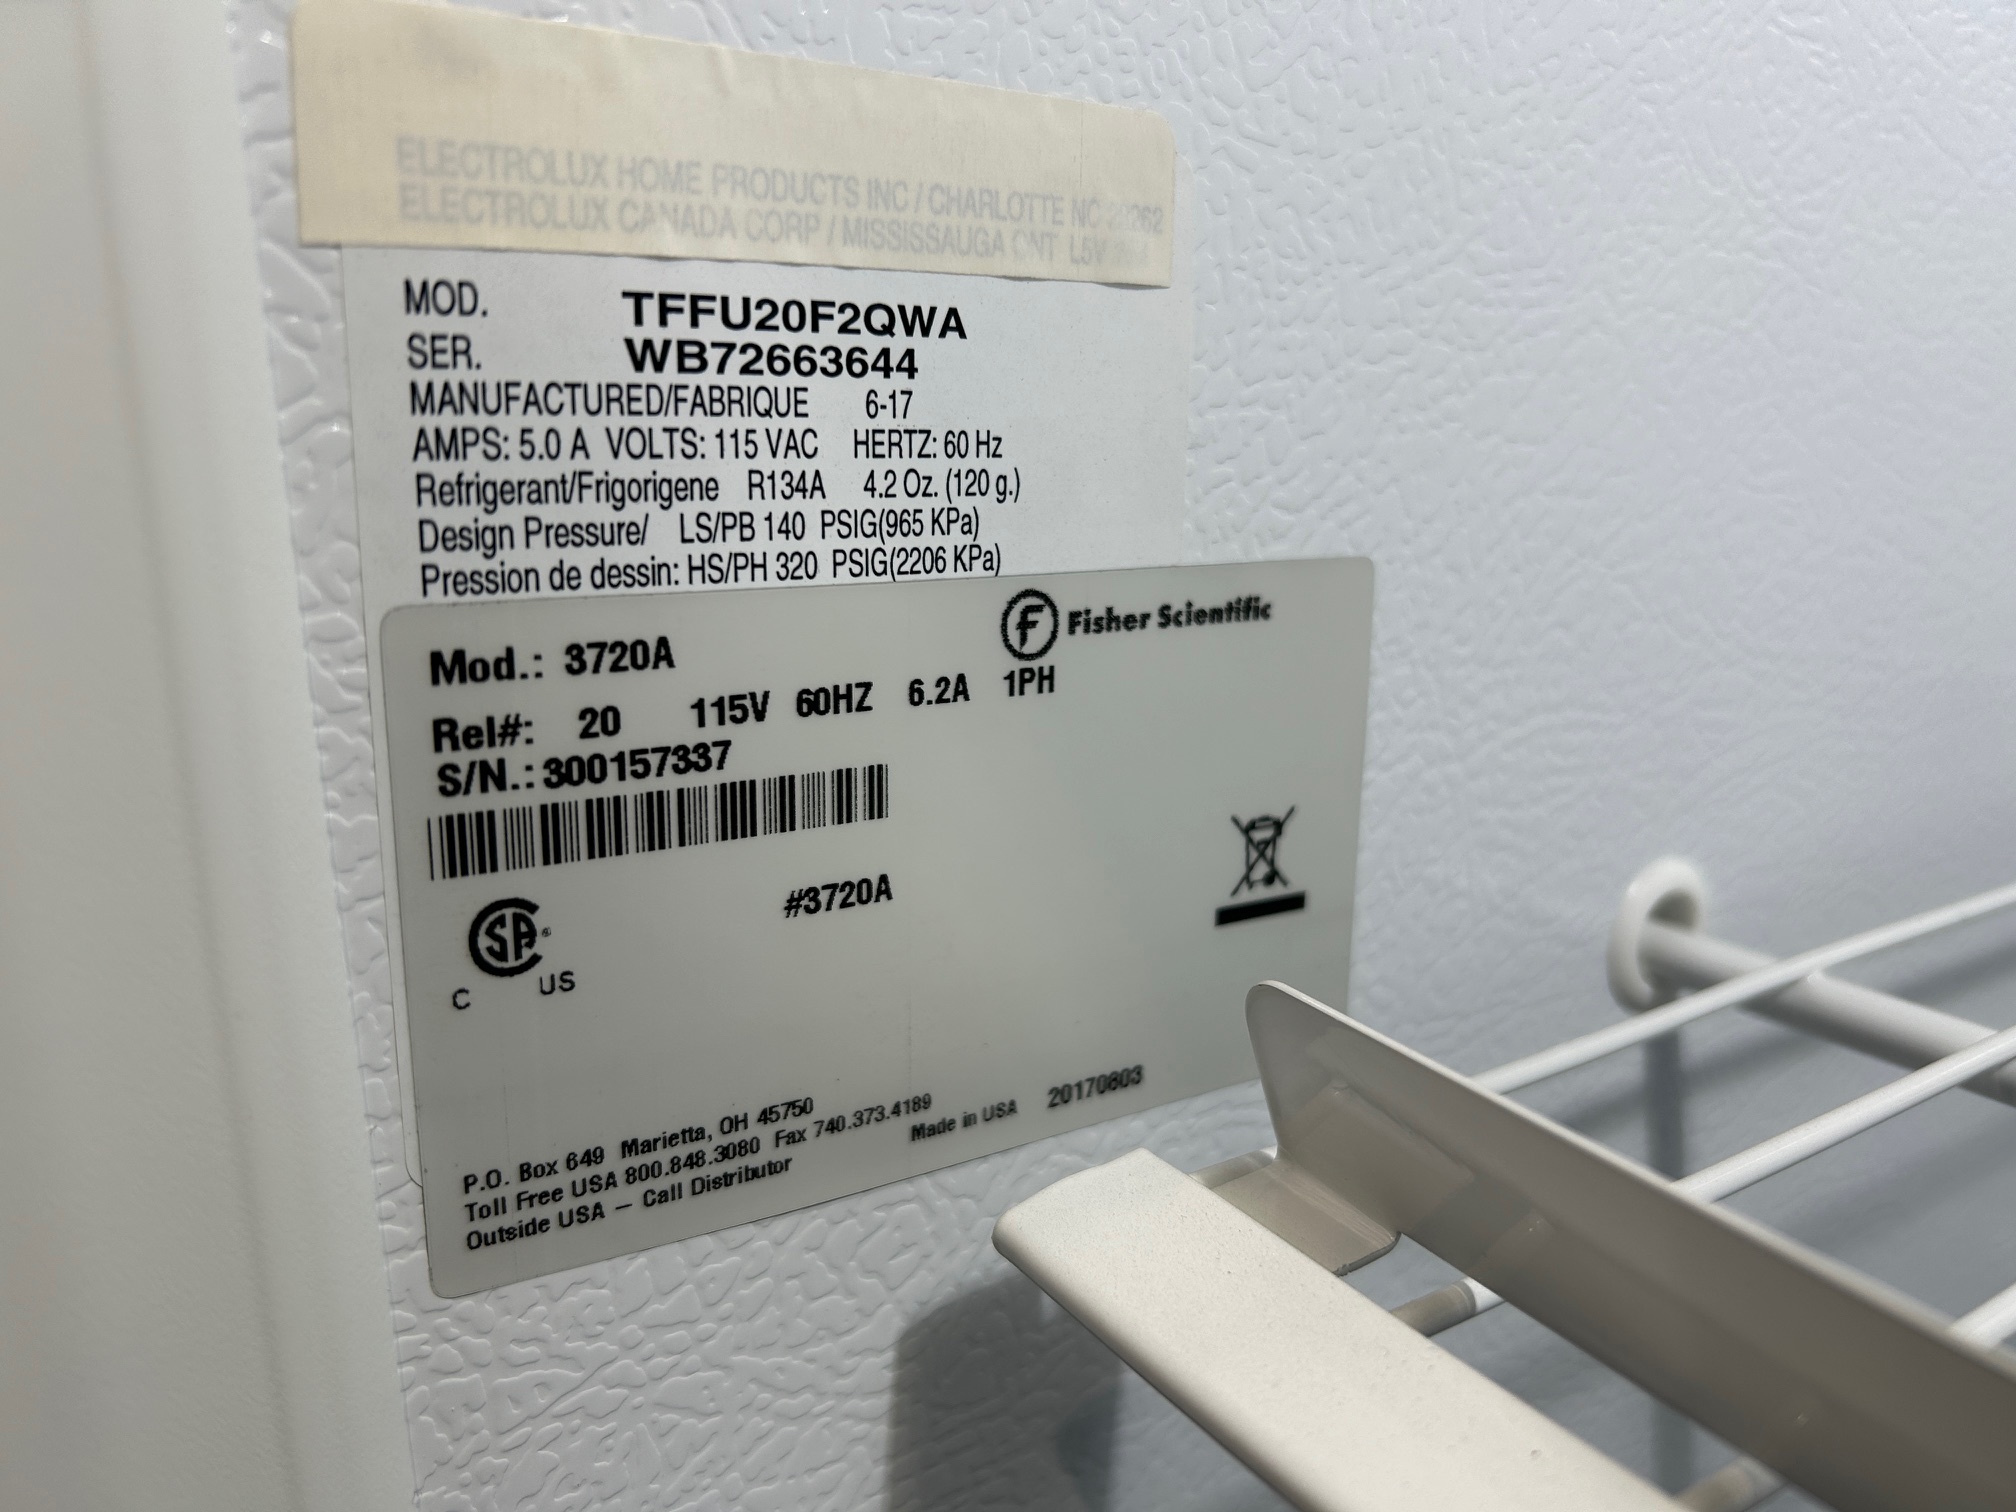 ELECTROLUX HOME PRODUCTS INC / CHARLOTTE NC
ELECTROLUX CANADA CORP / MISSISSAUGA ONT L5V
MOD. TFFU20F2QWA
SER. WB72663644
MANUFACTURED/FABRIQUE 6-17
AMPS: 5.0 A VOLTS: 115 VAC HERTZ: 60 Hz
Refrigerant/Frigorigene R134A 4.2 Oz. (120 g.)
Design Pressure/ LS/PB 140 PSIG(965 KPa)
Pression de dessin: HS/PH 320 PSIG(2206 KPa)
Fisher Scientific
Mod.: 3720A
Rel#: 20 115V 60HZ 6.2A 1PH
S/N.: 300157337
#3720A
SA®
C US
P.O. Box 649 Marietta, OH 45750
Toll Free USA 800.848.3080 Fax 740.373.4189
Outside USA – Call Distributor
Made in USA 20170803